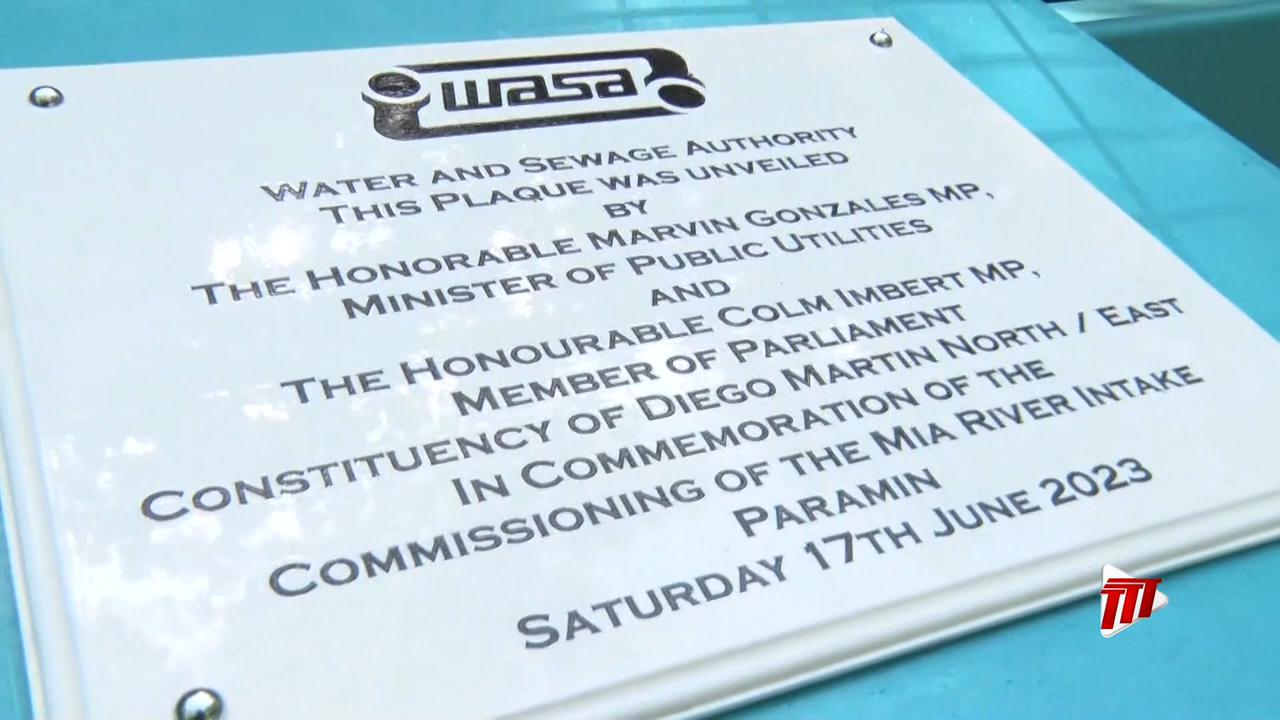 wasa
WATER AND SEWAGE AUTHORITY
THIS PLAQUE WAS UNVEILED
BY
THE HONORABLE MARVIN GONZALES MP,
MINISTER OF PUBLIC UTILITIES
AND
THE HONOURABLE COLM IMBERT MP,
MEMBER OF PARLIAMENT
CONSTITUENCY OF DIEGO MARTIN NORTH / EAST
IN COMMEMORATION OF THE
COMMISSIONING OF THE MIA RIVER INTAKE
PARAMIN
SATURDAY 17TH JUNE 2023
TTT